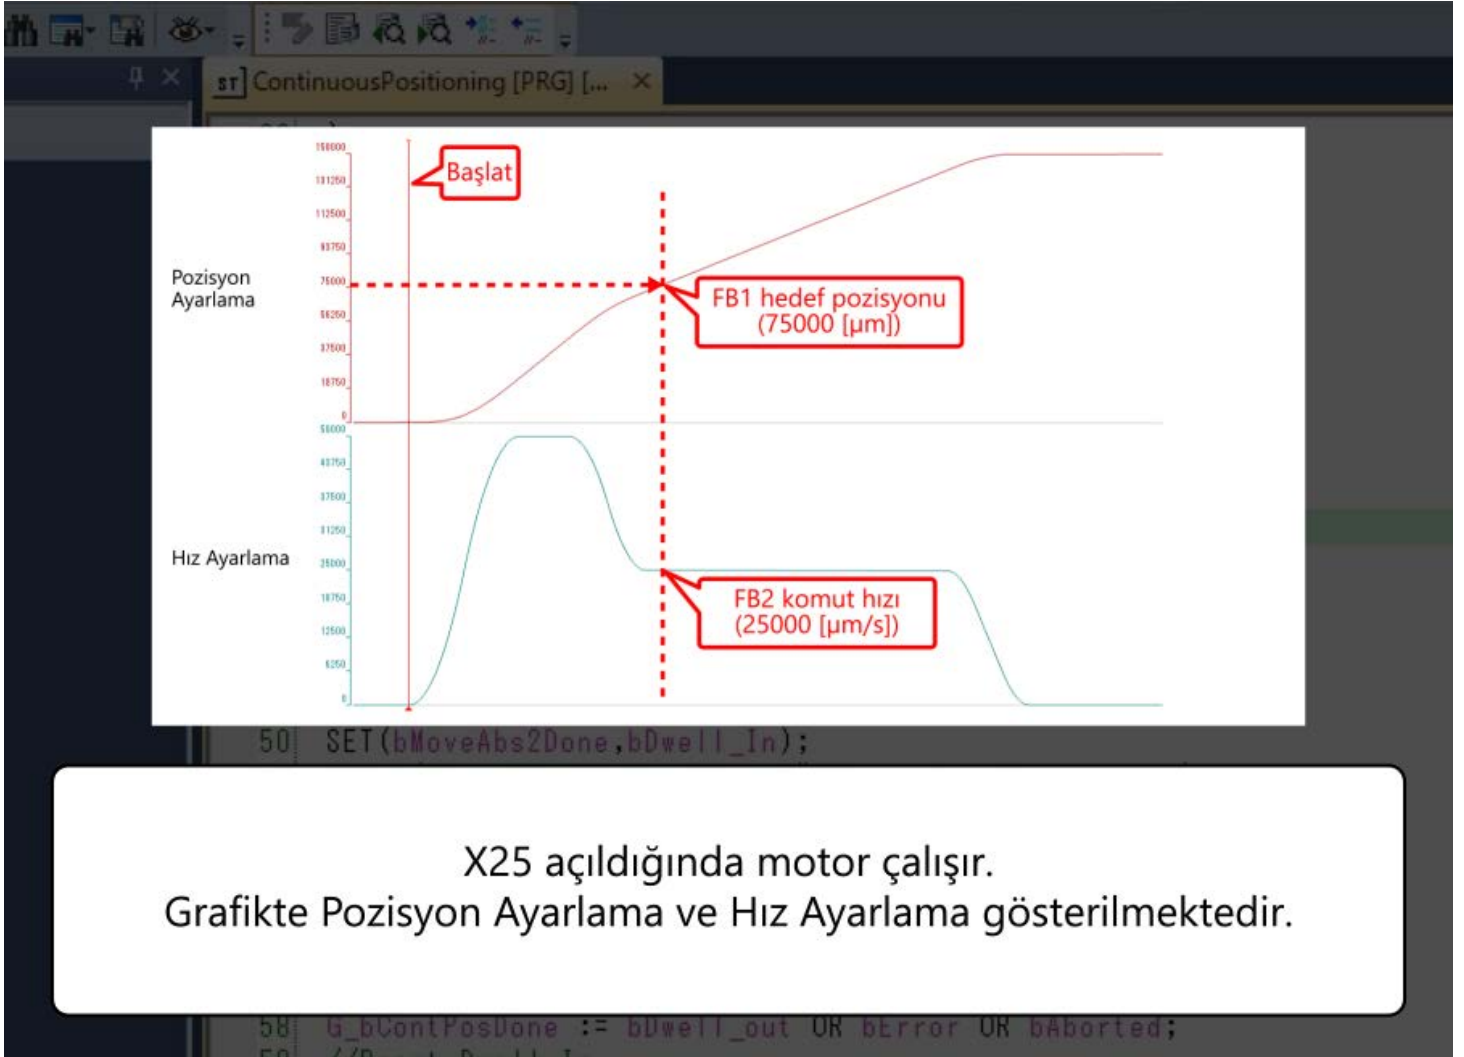 ST ContinuousPositioning [PRG] [...
150000
131250
112500
93750
75000
56250
37500
18750
0
Pozisyon
Ayarlama
Başlat
FB1 hedef pozisyonu
(75000 [µm])
50000
43750
37500
31250
25000
18750
12500
6250
0
Hız Ayarlama
FB2 komut hızı
(25000 [µm/s])
50 SET(bMoveAbs2Done,bDwell_In);
X25 açıldığında motor çalışır.
Grafikte Pozisyon Ayarlama ve Hız Ayarlama gösterilmektedir.
58 G_bContPosDone := bDwell_out OR bError OR bAborted;